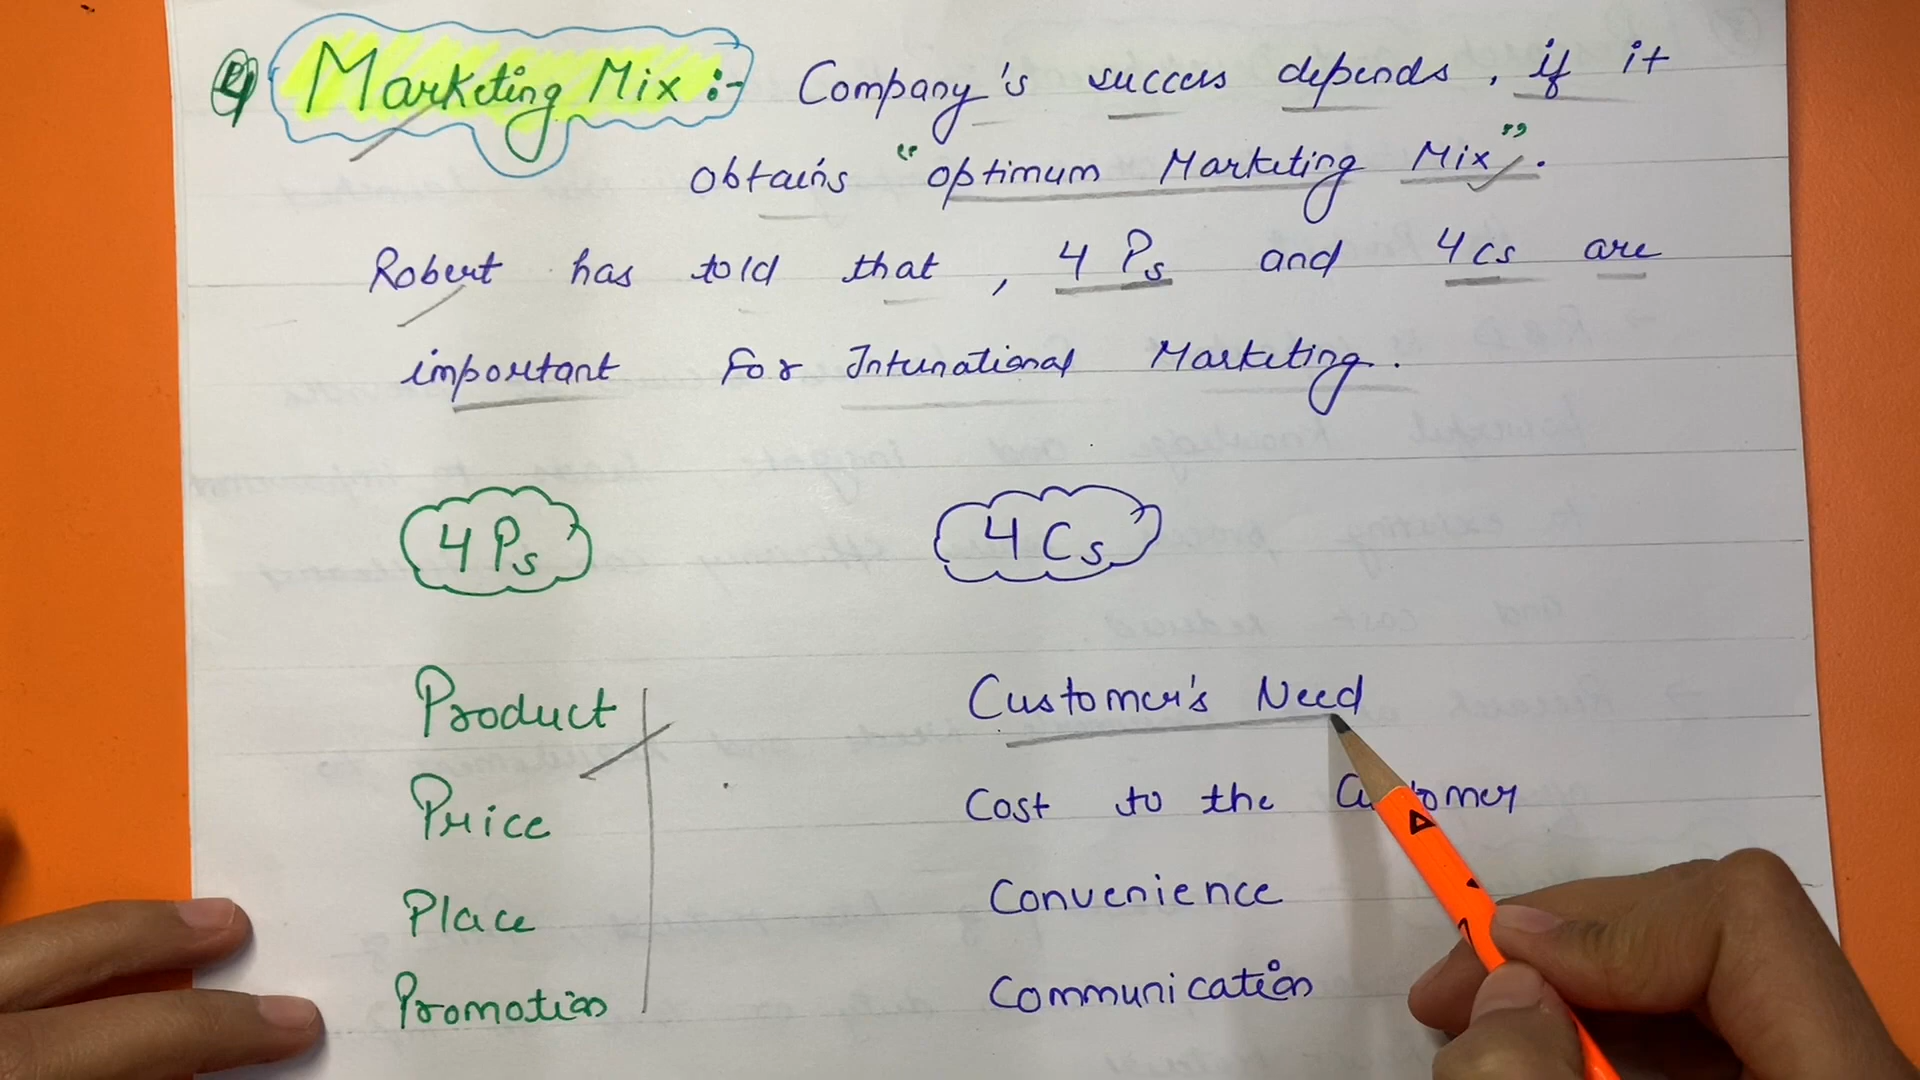 4) Marketing Mix :- Company's success depends, if it
obtains "optimum Marketing Mix".
Robert has told that, 4 Ps and 4 Cs are
important For International Marketing.
4 Ps 4 Cs
Product Customer's Need
Price Cost to the Customer
Place Convenience
Promotion Communication